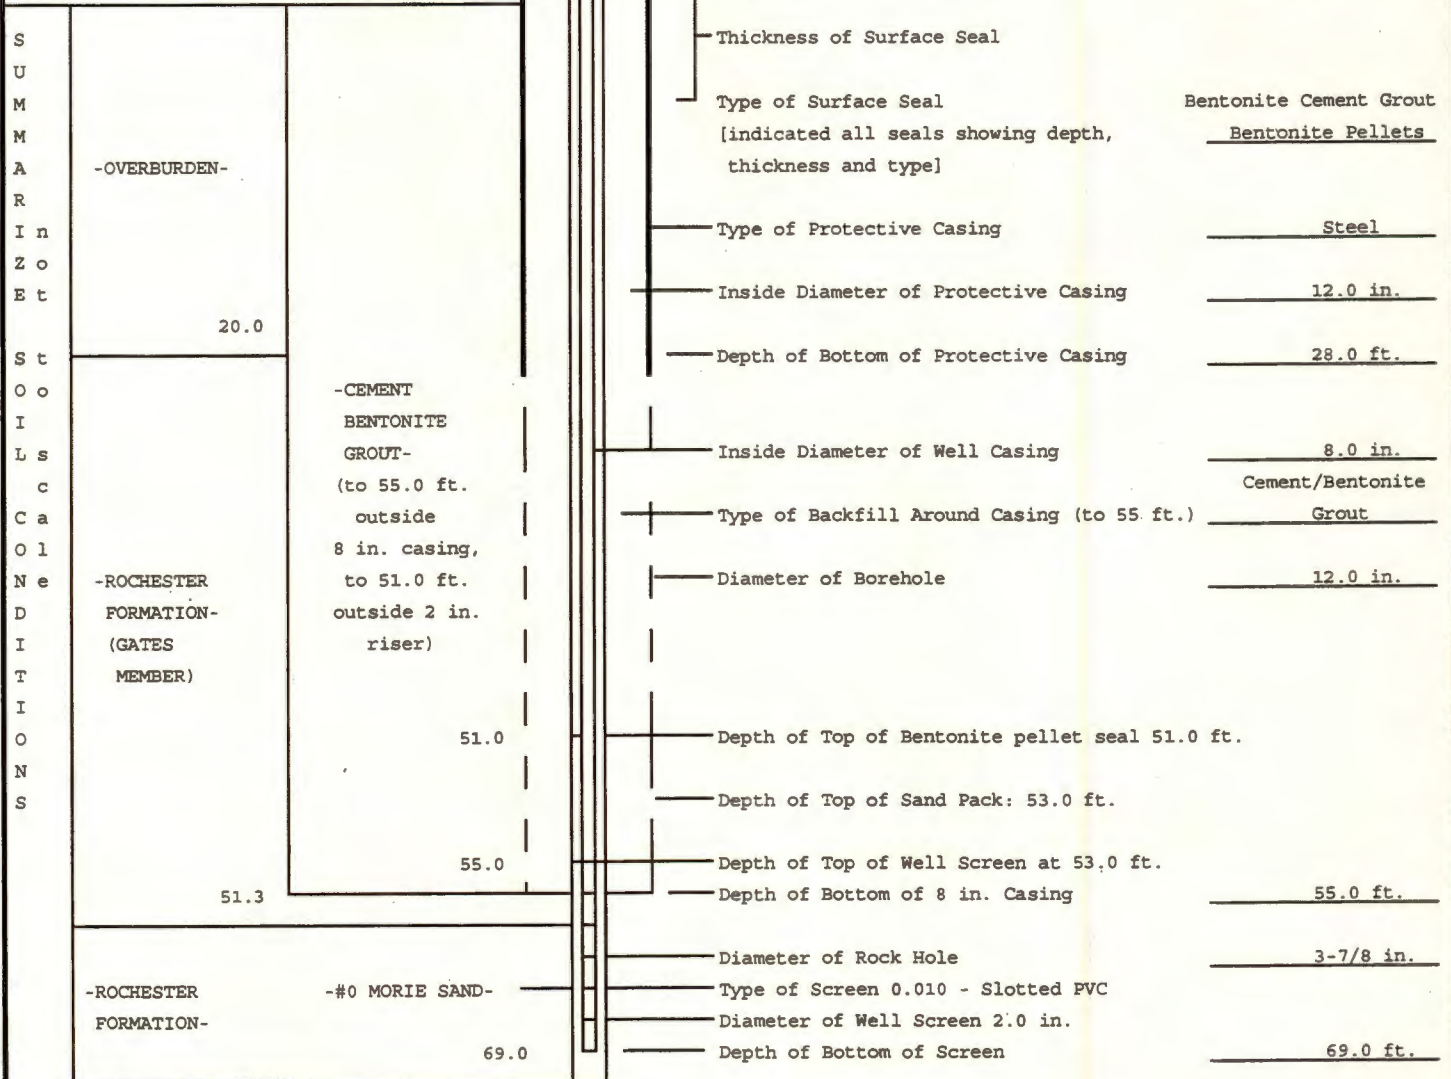 SUMMARIZE SOIL CONDITIONS
not to scale
-OVERBURDEN-
20.0
-ROCHESTER
FORMATION-
(GATES
MEMBER)
51.3
-ROCHESTER
FORMATION-
-CEMENT
BENTONITE
GROUT-
(to 55.0 ft.
outside
8 in. casing,
to 51.0 ft.
outside 2 in.
riser)
51.0
55.0
-#0 MORIE SAND-
69.0
Thickness of Surface Seal
Type of Surface Seal Bentonite Cement Grout
[indicated all seals showing depth, Bentonite Pellets
thickness and type]
Type of Protective Casing Steel
Inside Diameter of Protective Casing 12.0 in.
Depth of Bottom of Protective Casing 28.0 ft.
Inside Diameter of Well Casing 8.0 in.
Cement/Bentonite
Type of Backfill Around Casing (to 55 ft.) Grout
Diameter of Borehole 12.0 in.
Depth of Top of Bentonite pellet seal 51.0 ft.
Depth of Top of Sand Pack: 53.0 ft.
Depth of Top of Well Screen at 53.0 ft.
Depth of Bottom of 8 in. Casing 55.0 ft.
Diameter of Rock Hole 3-7/8 in.
Type of Screen 0.010 - Slotted PVC
Diameter of Well Screen 2.0 in.
Depth of Bottom of Screen 69.0 ft.